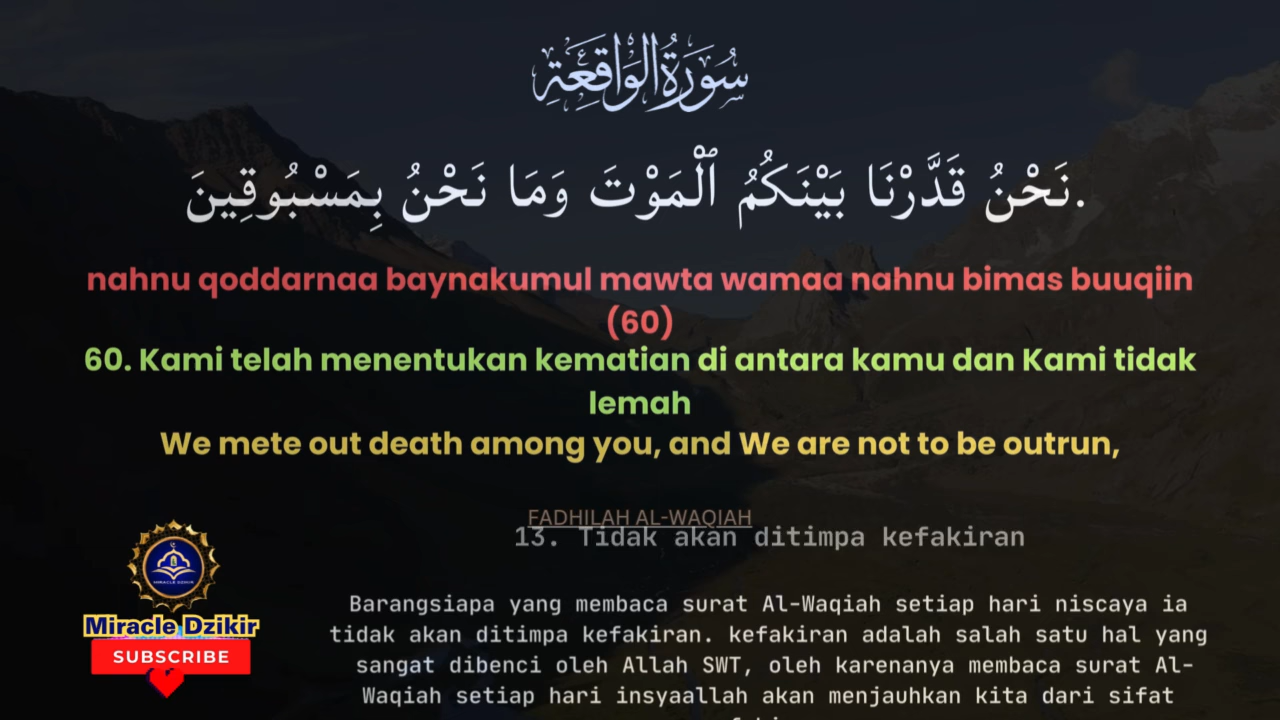 سُورَةُ الوَاقِعَةِ
نَحْنُ قَدَّرْنَا بَيْنَكُمُ ٱلْمَوْتَ وَمَا نَحْنُ بِمَسْبُوقِينَ.
nahnu qoddarnaa baynakumul mawta wamaa nahnu bimas buuqiin
(60)
60. Kami telah menentukan kematian di antara kamu dan Kami tidak
lemah
We mete out death among you, and We are not to be outrun,
FADHILAH AL-WAQIAH
13. Tidak akan ditimpa kefakiran
Barangsiapa yang membaca surat Al-Waqiah setiap hari niscaya ia
tidak akan ditimpa kefakiran. kefakiran adalah salah satu hal yang
sangat dibenci oleh Allah SWT, oleh karenanya membaca surat Al-
Waqiah setiap hari insyaallah akan menjauhkan kita dari sifat
MIRACLE DZIKIR
Miracle Dzikir
SUBSCRIBE